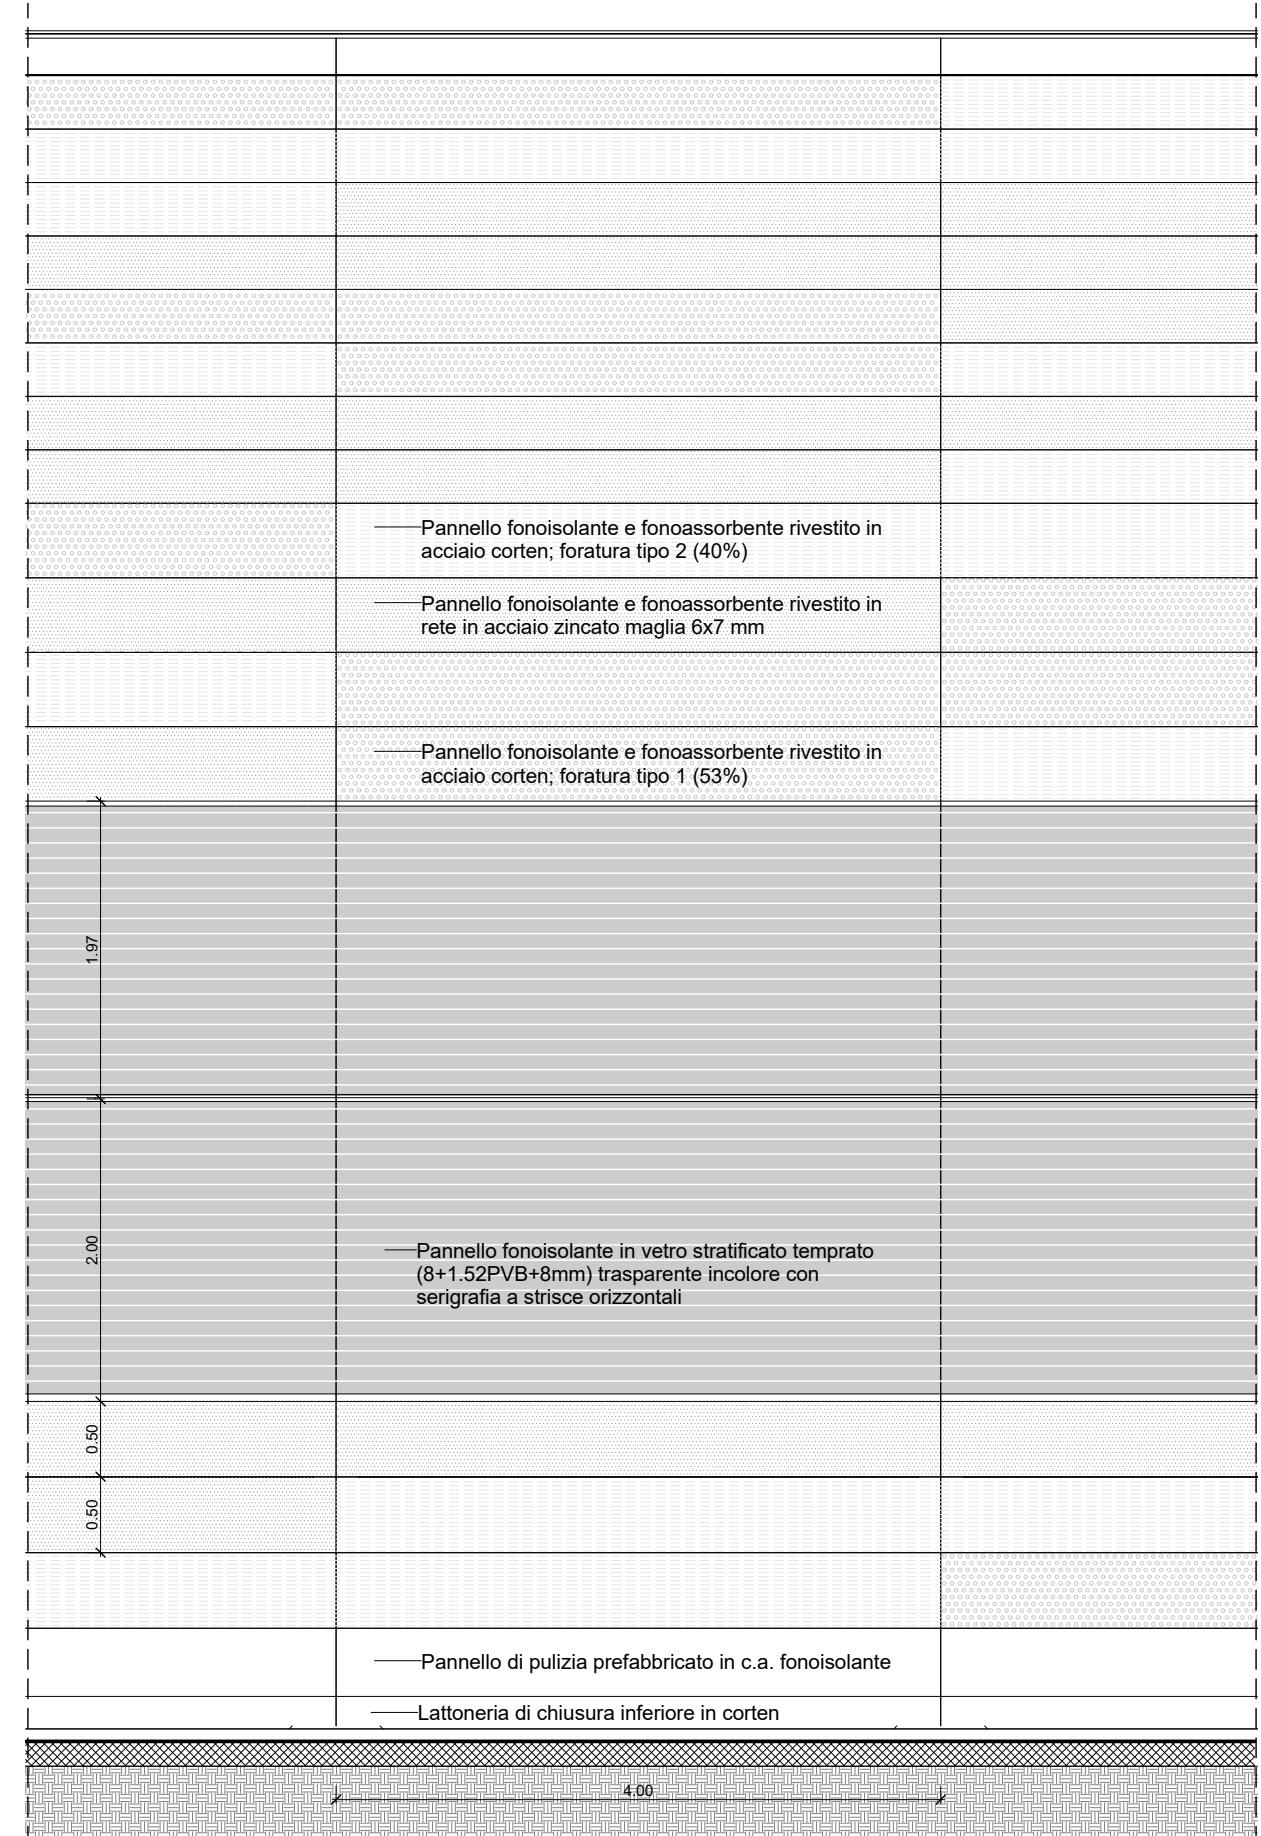 Pannello fonoisolante e fonoassorbente rivestito in
acciaio corten; foratura tipo 2 (40%)
Pannello fonoisolante e fonoassorbente rivestito in
rete in acciaio zincato maglia 6x7 mm
Pannello fonoisolante e fonoassorbente rivestito in
acciaio corten; foratura tipo 1 (53%)
1.97
2.00
Pannello fonoisolante in vetro stratificato temprato
(8+1.52PVB+8mm) trasparente incolore con
serigrafia a strisce orizzontali
0.50
0.50
Pannello di pulizia prefabbricato in c.a. fonoisolante
Lattoneria di chiusura inferiore in corten
4.00